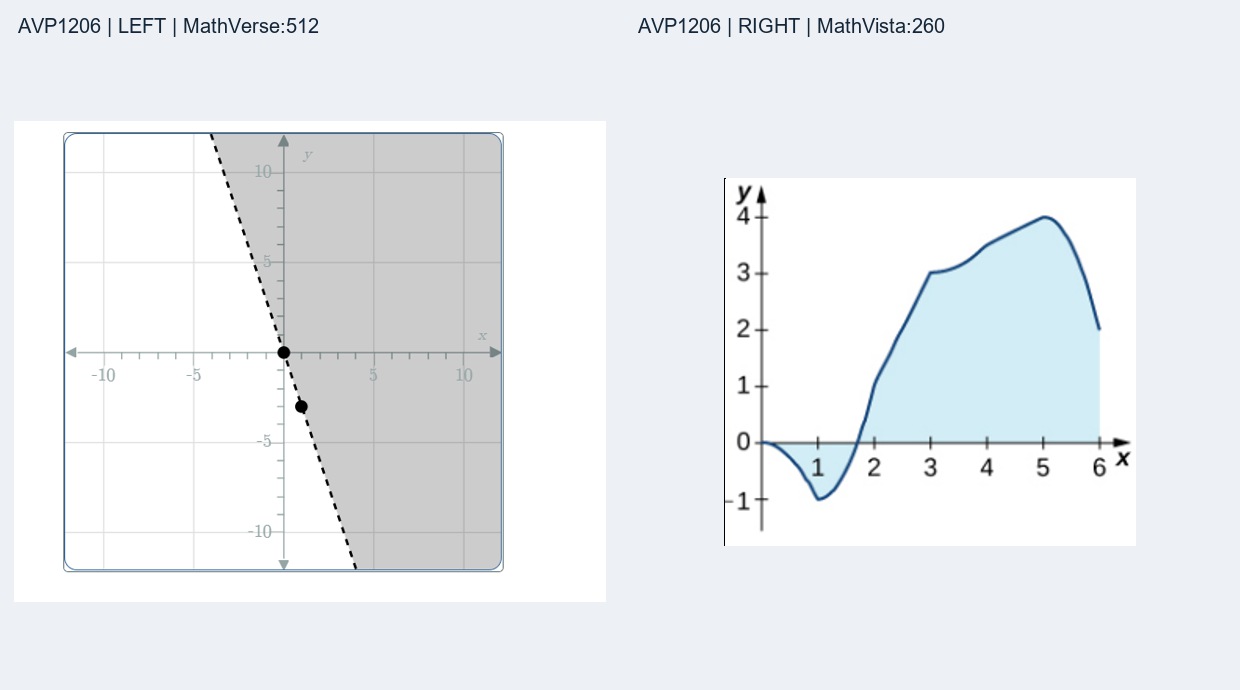 AVP1206 | LEFT | MathVerse:512
AVP1206 | RIGHT | MathVista:260
y
10
5
x
-10 -5 5 10
-5
-10
y
4
3
2
1
0
1 2 3 4 5 6 x
-1